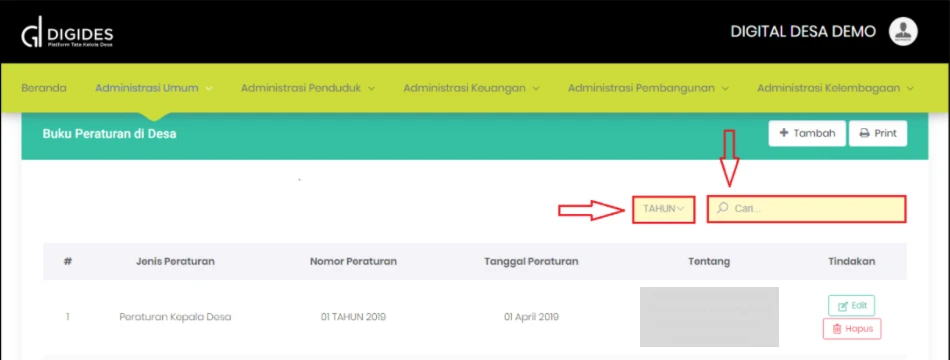 DIGIDES
Platform Tata Kelola Desa
DIGITAL DESA DEMO
Beranda Administrasi Umum Administrasi Penduduk Administrasi Keuangan Administrasi Pembangunan Administrasi Kelembagaan
Buku Peraturan di Desa + Tambah Print
TAHUN Cari...
# Jenis Peraturan Nomor Peraturan Tanggal Peraturan Tentang Tindakan
1 Peraturan Kepala Desa 01 TAHUN 2019 01 April 2019 Edit
Hapus